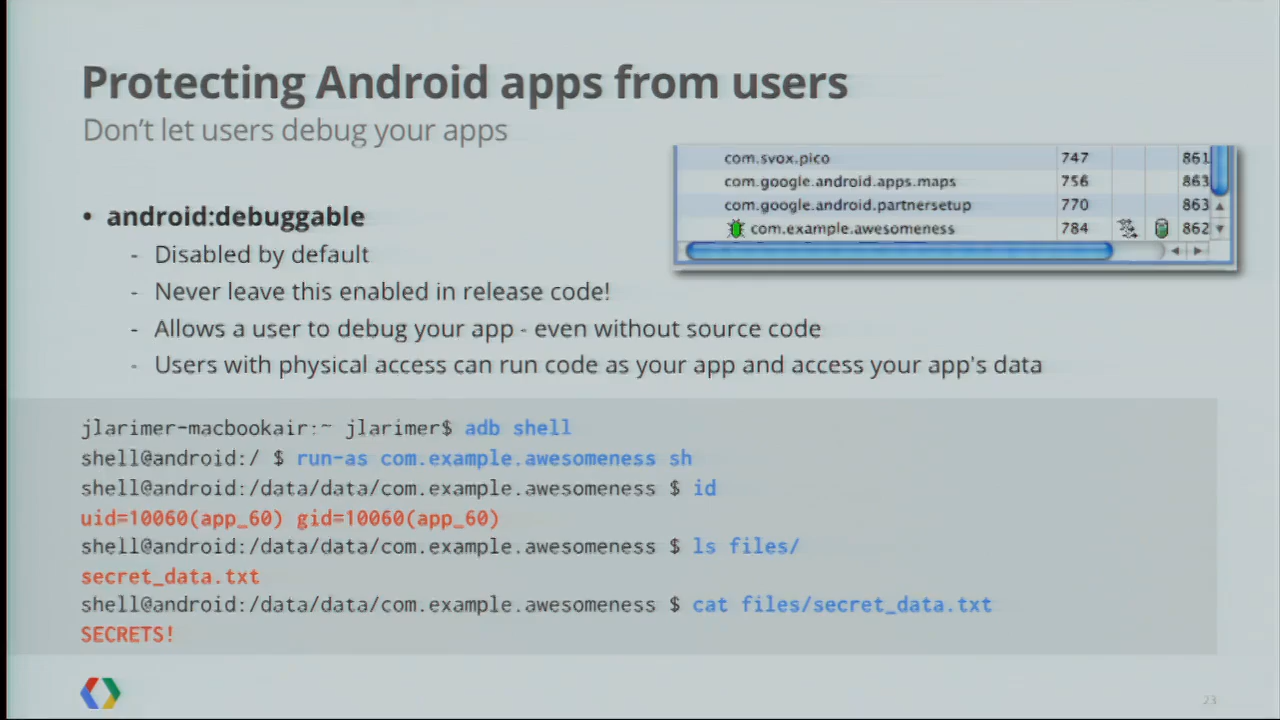 Protecting Android apps from users
Don't let users debug your apps
com.svox.pico 747 861
com.google.android.apps.maps 756 863
com.google.android.partnersetup 770 863
com.example.awesomeness 784 862
• android:debuggable
- Disabled by default
- Never leave this enabled in release code!
- Allows a user to debug your app - even without source code
- Users with physical access can run code as your app and access your app's data
jlarimer-macbookair:~ jlarimer$ adb shell
shell@android:/ $ run-as com.example.awesomeness sh
shell@android:/data/data/com.example.awesomeness $ id
uid=10060(app_60) gid=10060(app_60)
shell@android:/data/data/com.example.awesomeness $ ls files/
secret_data.txt
shell@android:/data/data/com.example.awesomeness $ cat files/secret_data.txt
SECRETS!
23